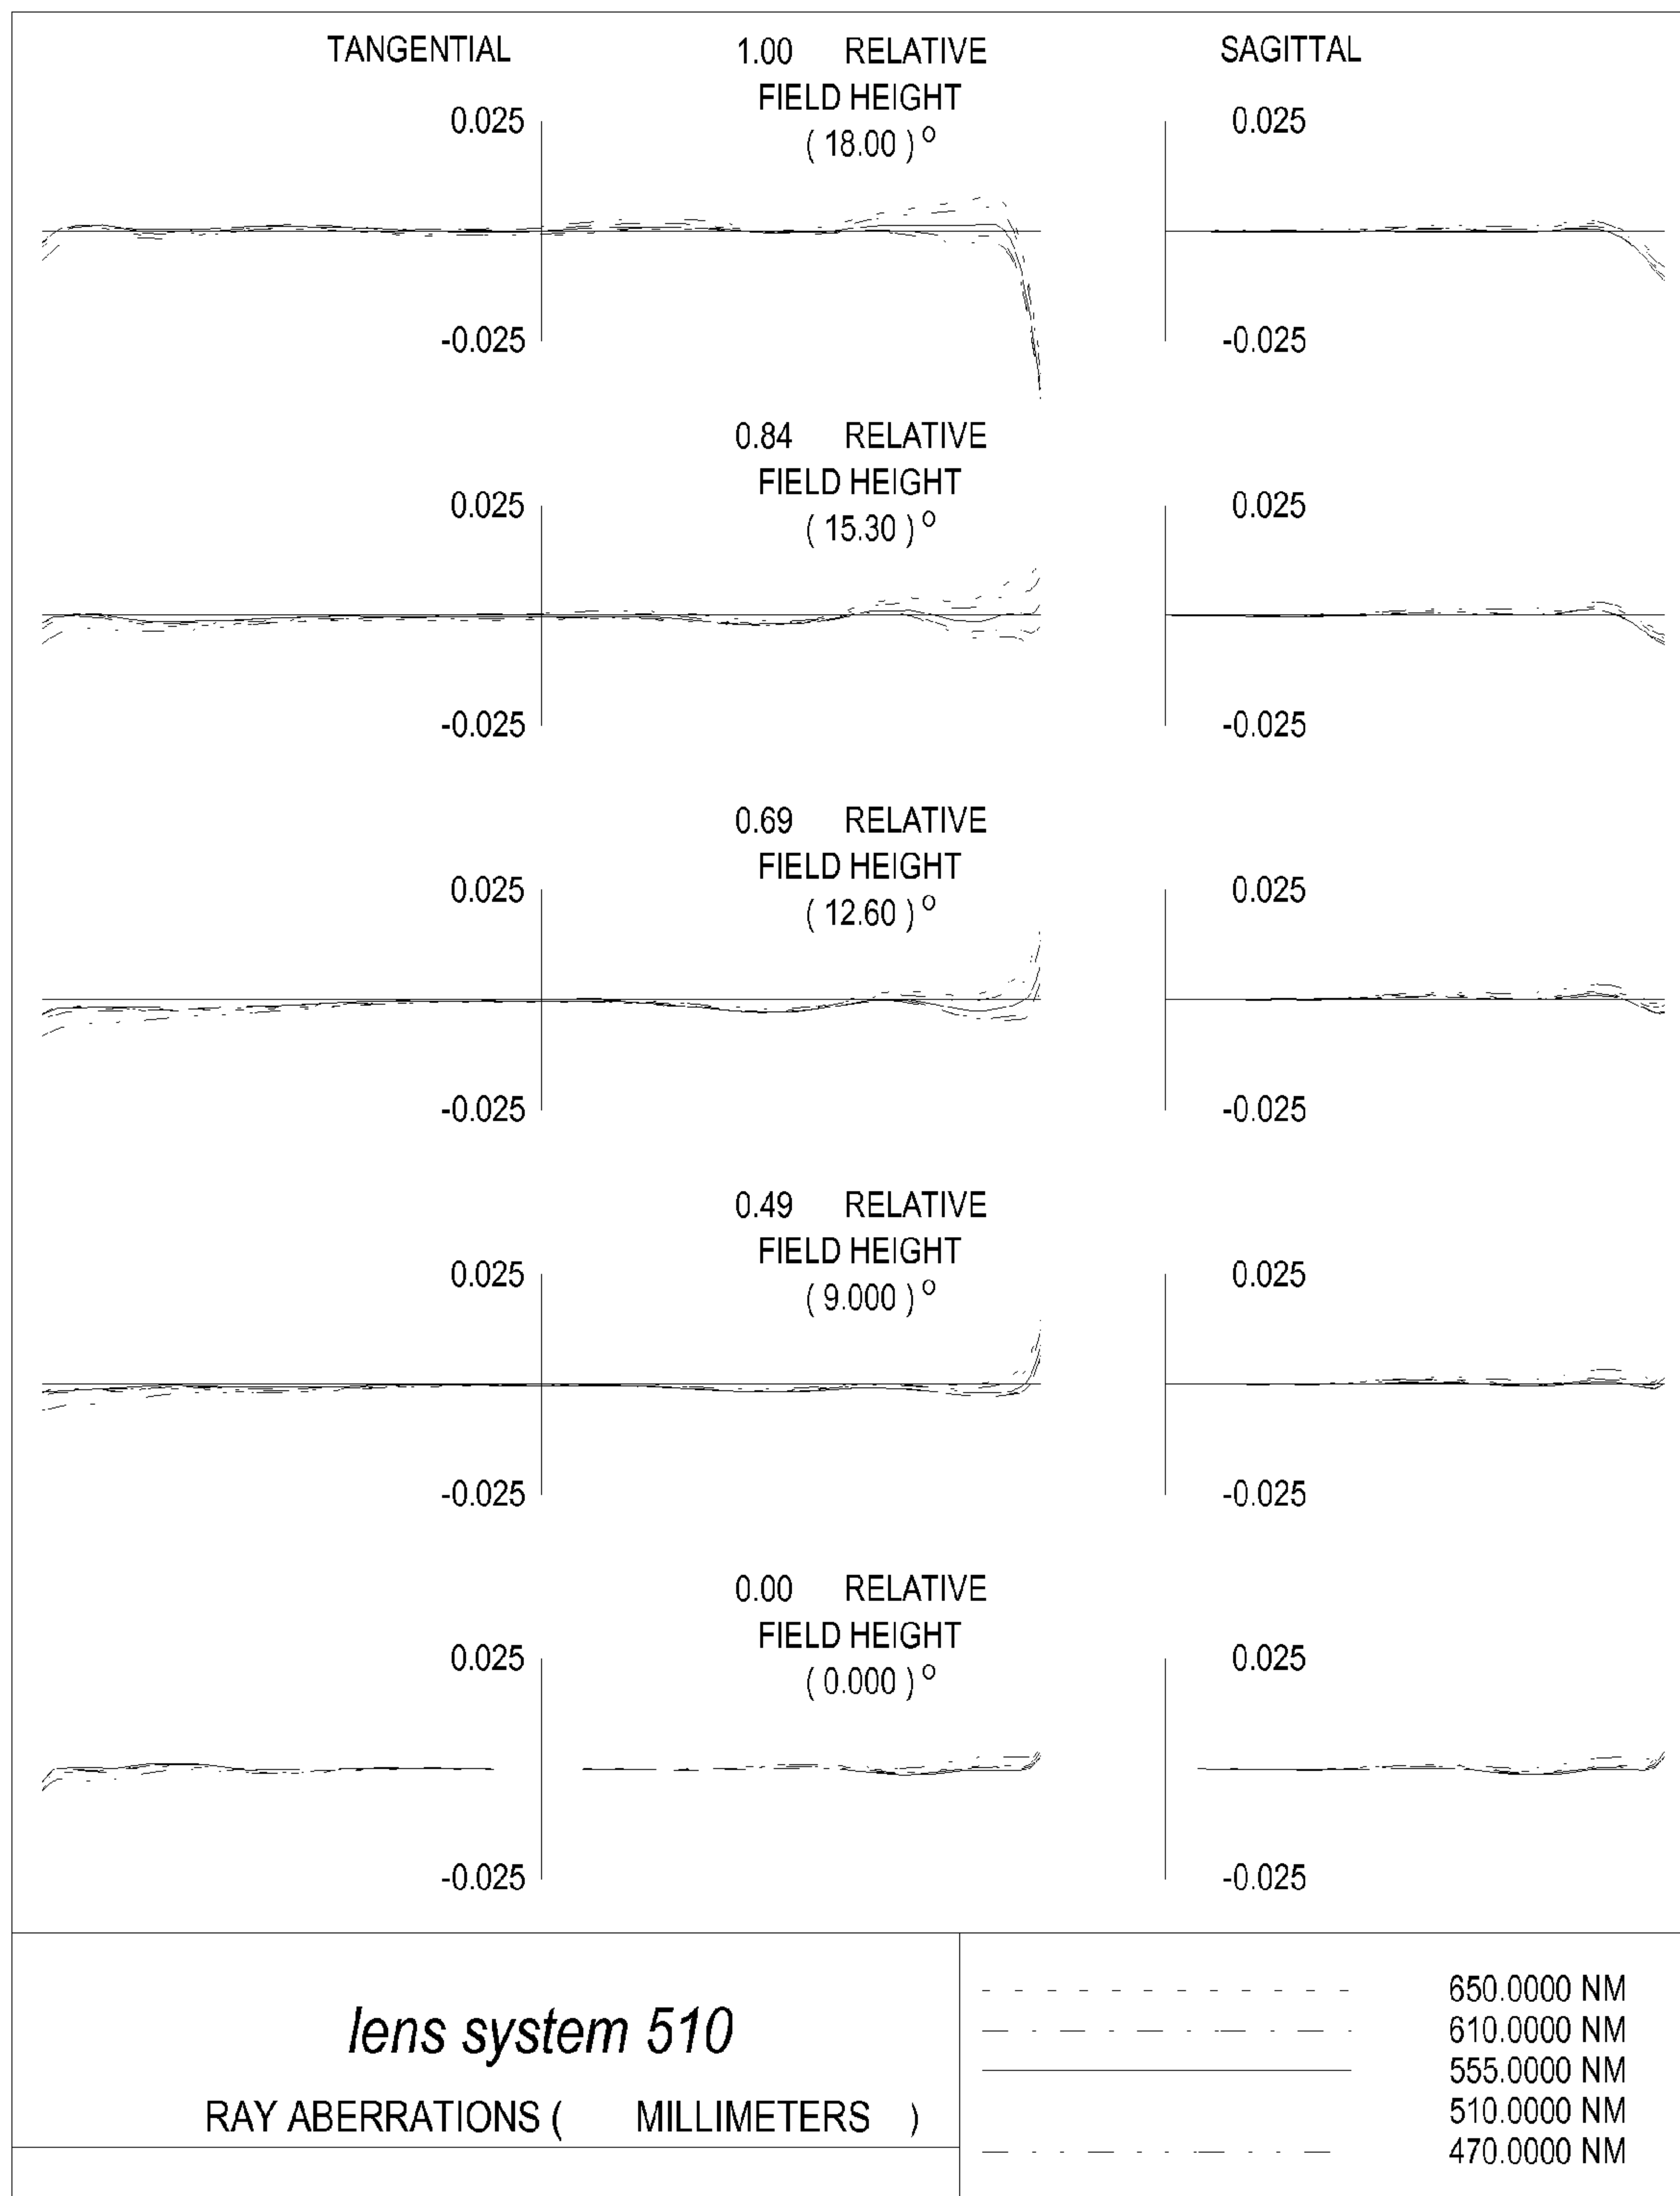 TANGENTIAL 1.00 RELATIVE SAGITTAL
FIELD HEIGHT
0.025 ( 18.00 ) O 0.025
-0.025 -0.025
0.84 RELATIVE
FIELD HEIGHT
0.025 ( 15.30 ) O 0.025
-0.025 -0.025
0.69 RELATIVE
FIELD HEIGHT
0.025 ( 12.60 ) O 0.025
-0.025 -0.025
0.49 RELATIVE
FIELD HEIGHT
0.025 ( 9.000 ) O 0.025
-0.025 -0.025
0.00 RELATIVE
FIELD HEIGHT
0.025 ( 0.000 ) O 0.025
-0.025 -0.025
lens system 510
RAY ABERRATIONS ( MILLIMETERS )
650.0000 NM
610.0000 NM
555.0000 NM
510.0000 NM
470.0000 NM